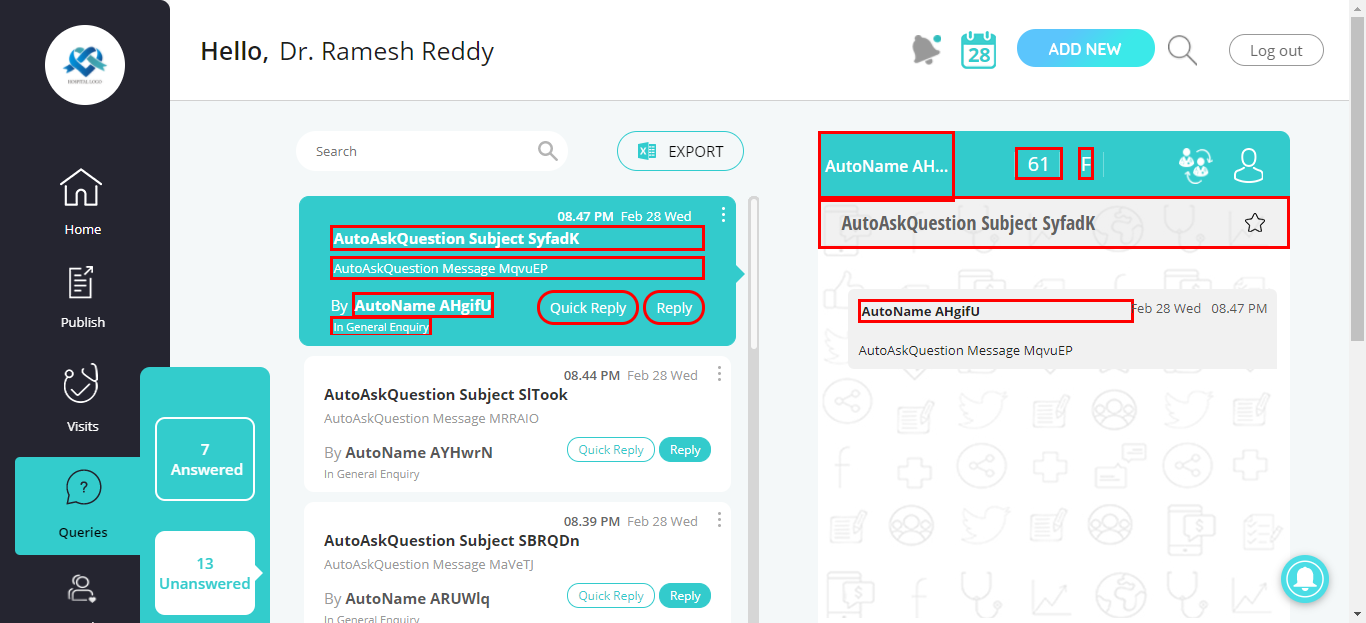 HOSPITAL LOGO
Hello, Dr. Ramesh Reddy
28
ADD NEW
Log out
Home
Publish
Visits
?
Queries
7
Answered
13
Unanswered
Search
EXPORT
08.47 PM Feb 28 Wed
AutoAskQuestion Subject SyfadK
AutoAskQuestion Message MqvuEP
By AutoName AHgifU
Quick Reply
Reply
In General Enquiry
08.44 PM Feb 28 Wed
AutoAskQuestion Subject SlTook
AutoAskQuestion Message MRRAIO
By AutoName AYHwrN
Quick Reply
Reply
In General Enquiry
08.39 PM Feb 28 Wed
AutoAskQuestion Subject SBRQDn
AutoAskQuestion Message MaVeTJ
By AutoName ARUWlq
Quick Reply
Reply
In General Enquiry
AutoName AH...
61
F
AutoAskQuestion Subject SyfadK
AutoName AHgifU
Feb 28 Wed 08.47 PM
AutoAskQuestion Message MqvuEP